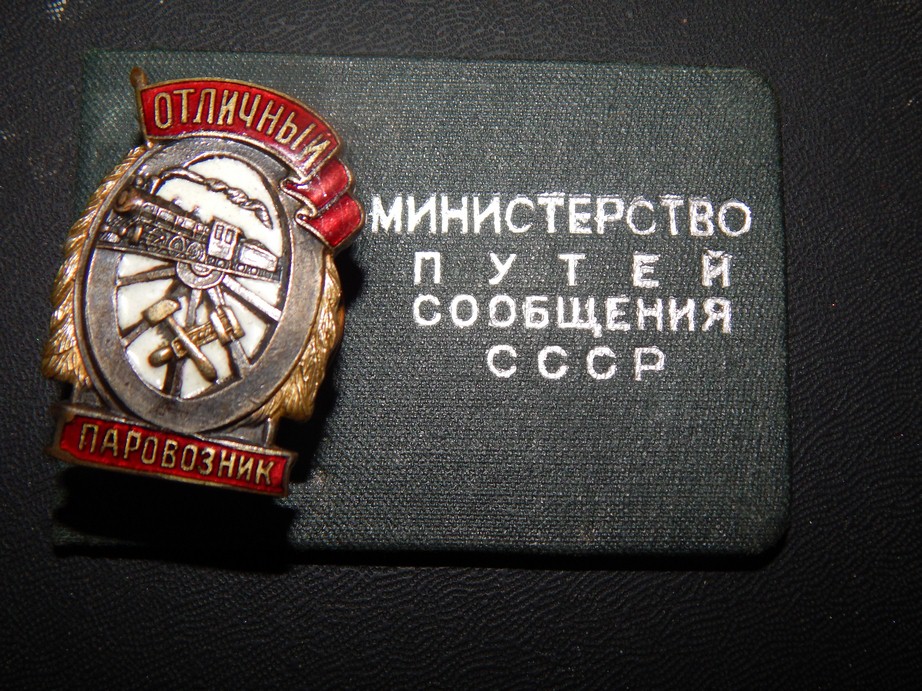 ОТЛИЧНЫЙ
ПАРОВОЗНИК
МИНИСТЕРСТВО
ПУТЕЙ
СООБЩЕНИЯ
СССР